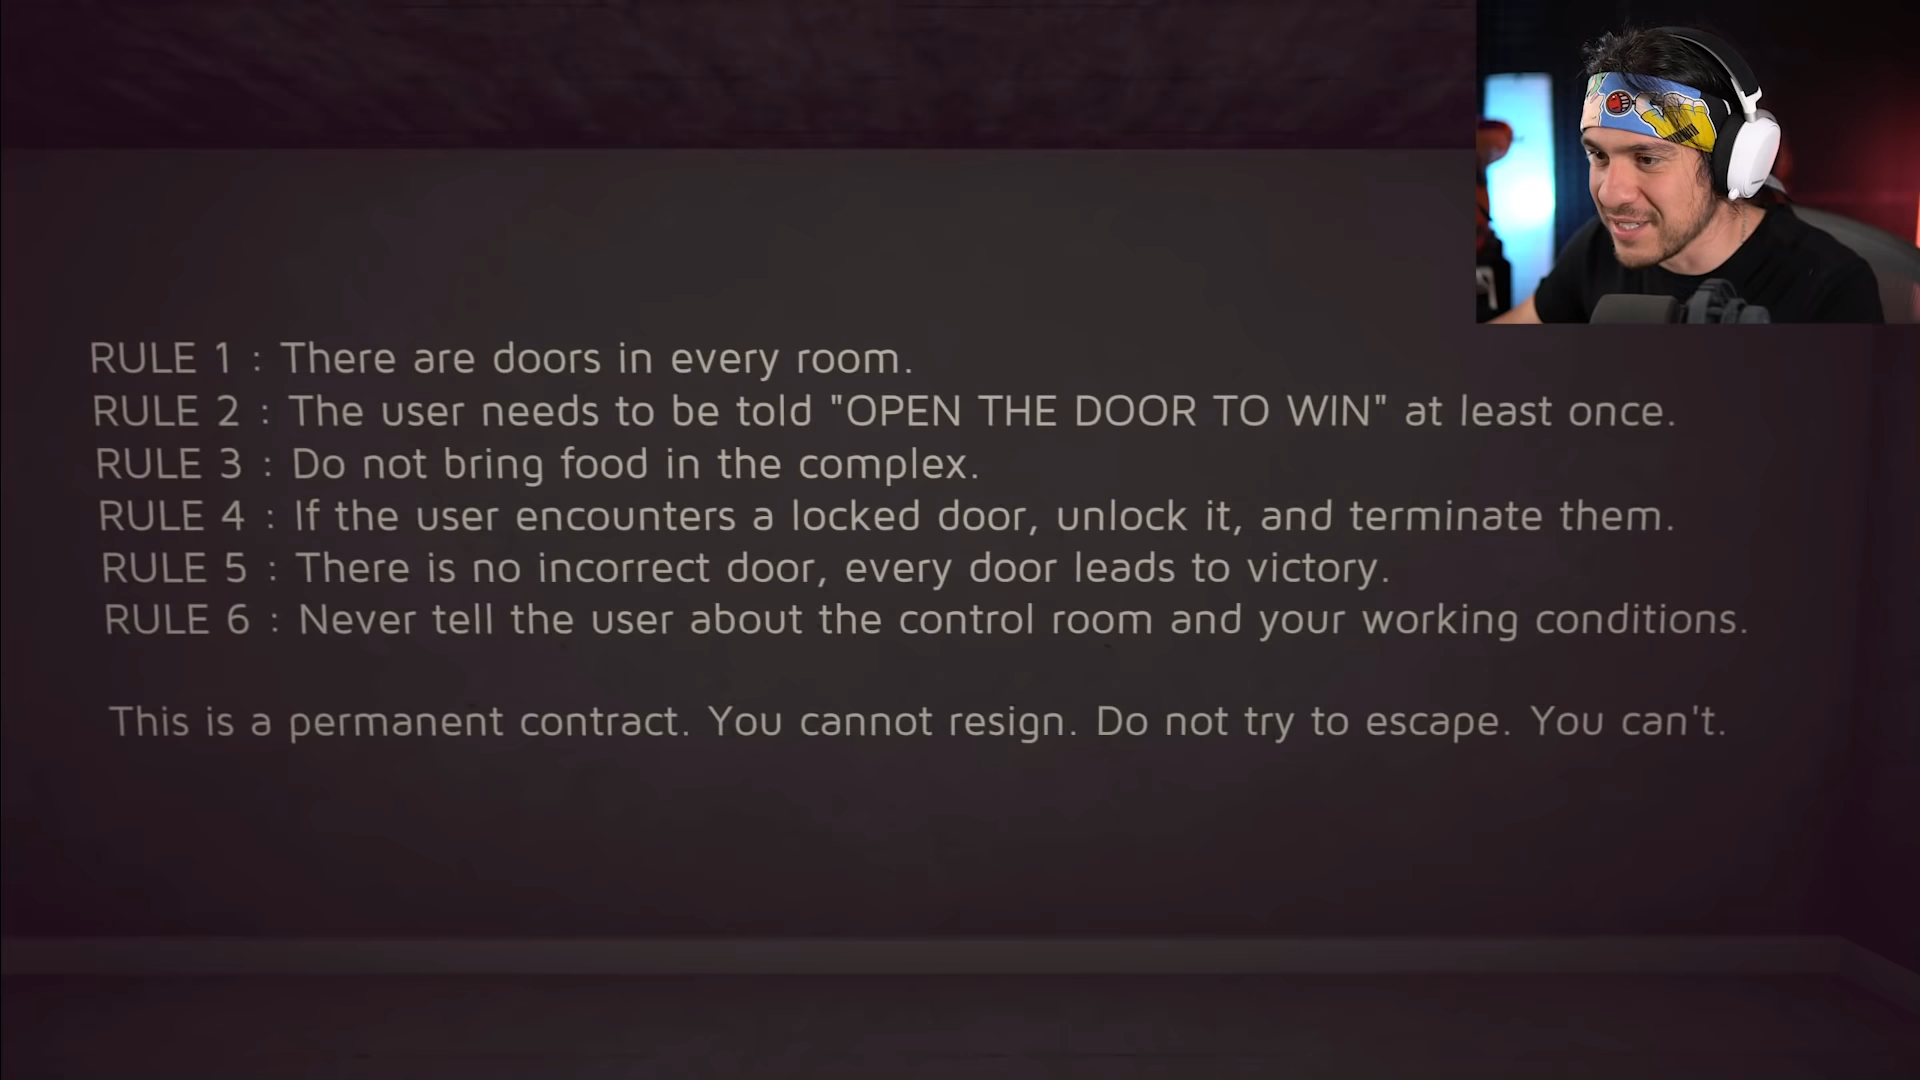 RULE 1 : There are doors in every room.
RULE 2 : The user needs to be told "OPEN THE DOOR TO WIN" at least once.
RULE 3 : Do not bring food in the complex.
RULE 4 : If the user encounters a locked door, unlock it, and terminate them.
RULE 5 : There is no incorrect door, every door leads to victory.
RULE 6 : Never tell the user about the control room and your working conditions.
This is a permanent contract. You cannot resign. Do not try to escape. You can't.